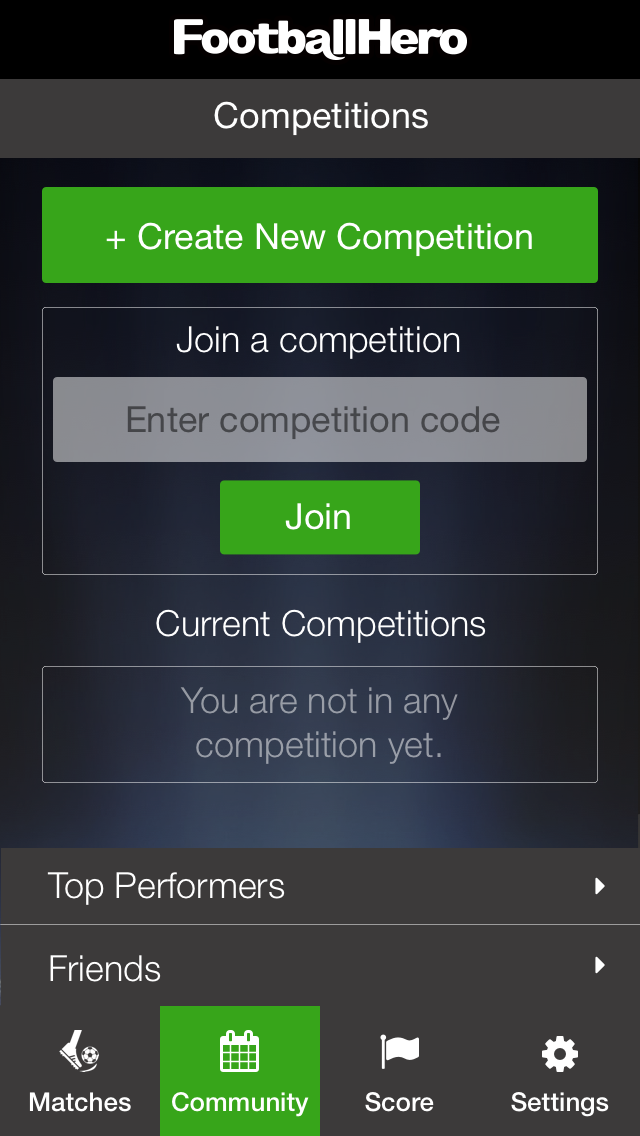 FootballHero
Competitions
+ Create New Competition
Join a competition
Enter competition code
Join
Current Competitions
You are not in any
competition yet.
Top Performers
Friends
Matches
Community
Score
Settings